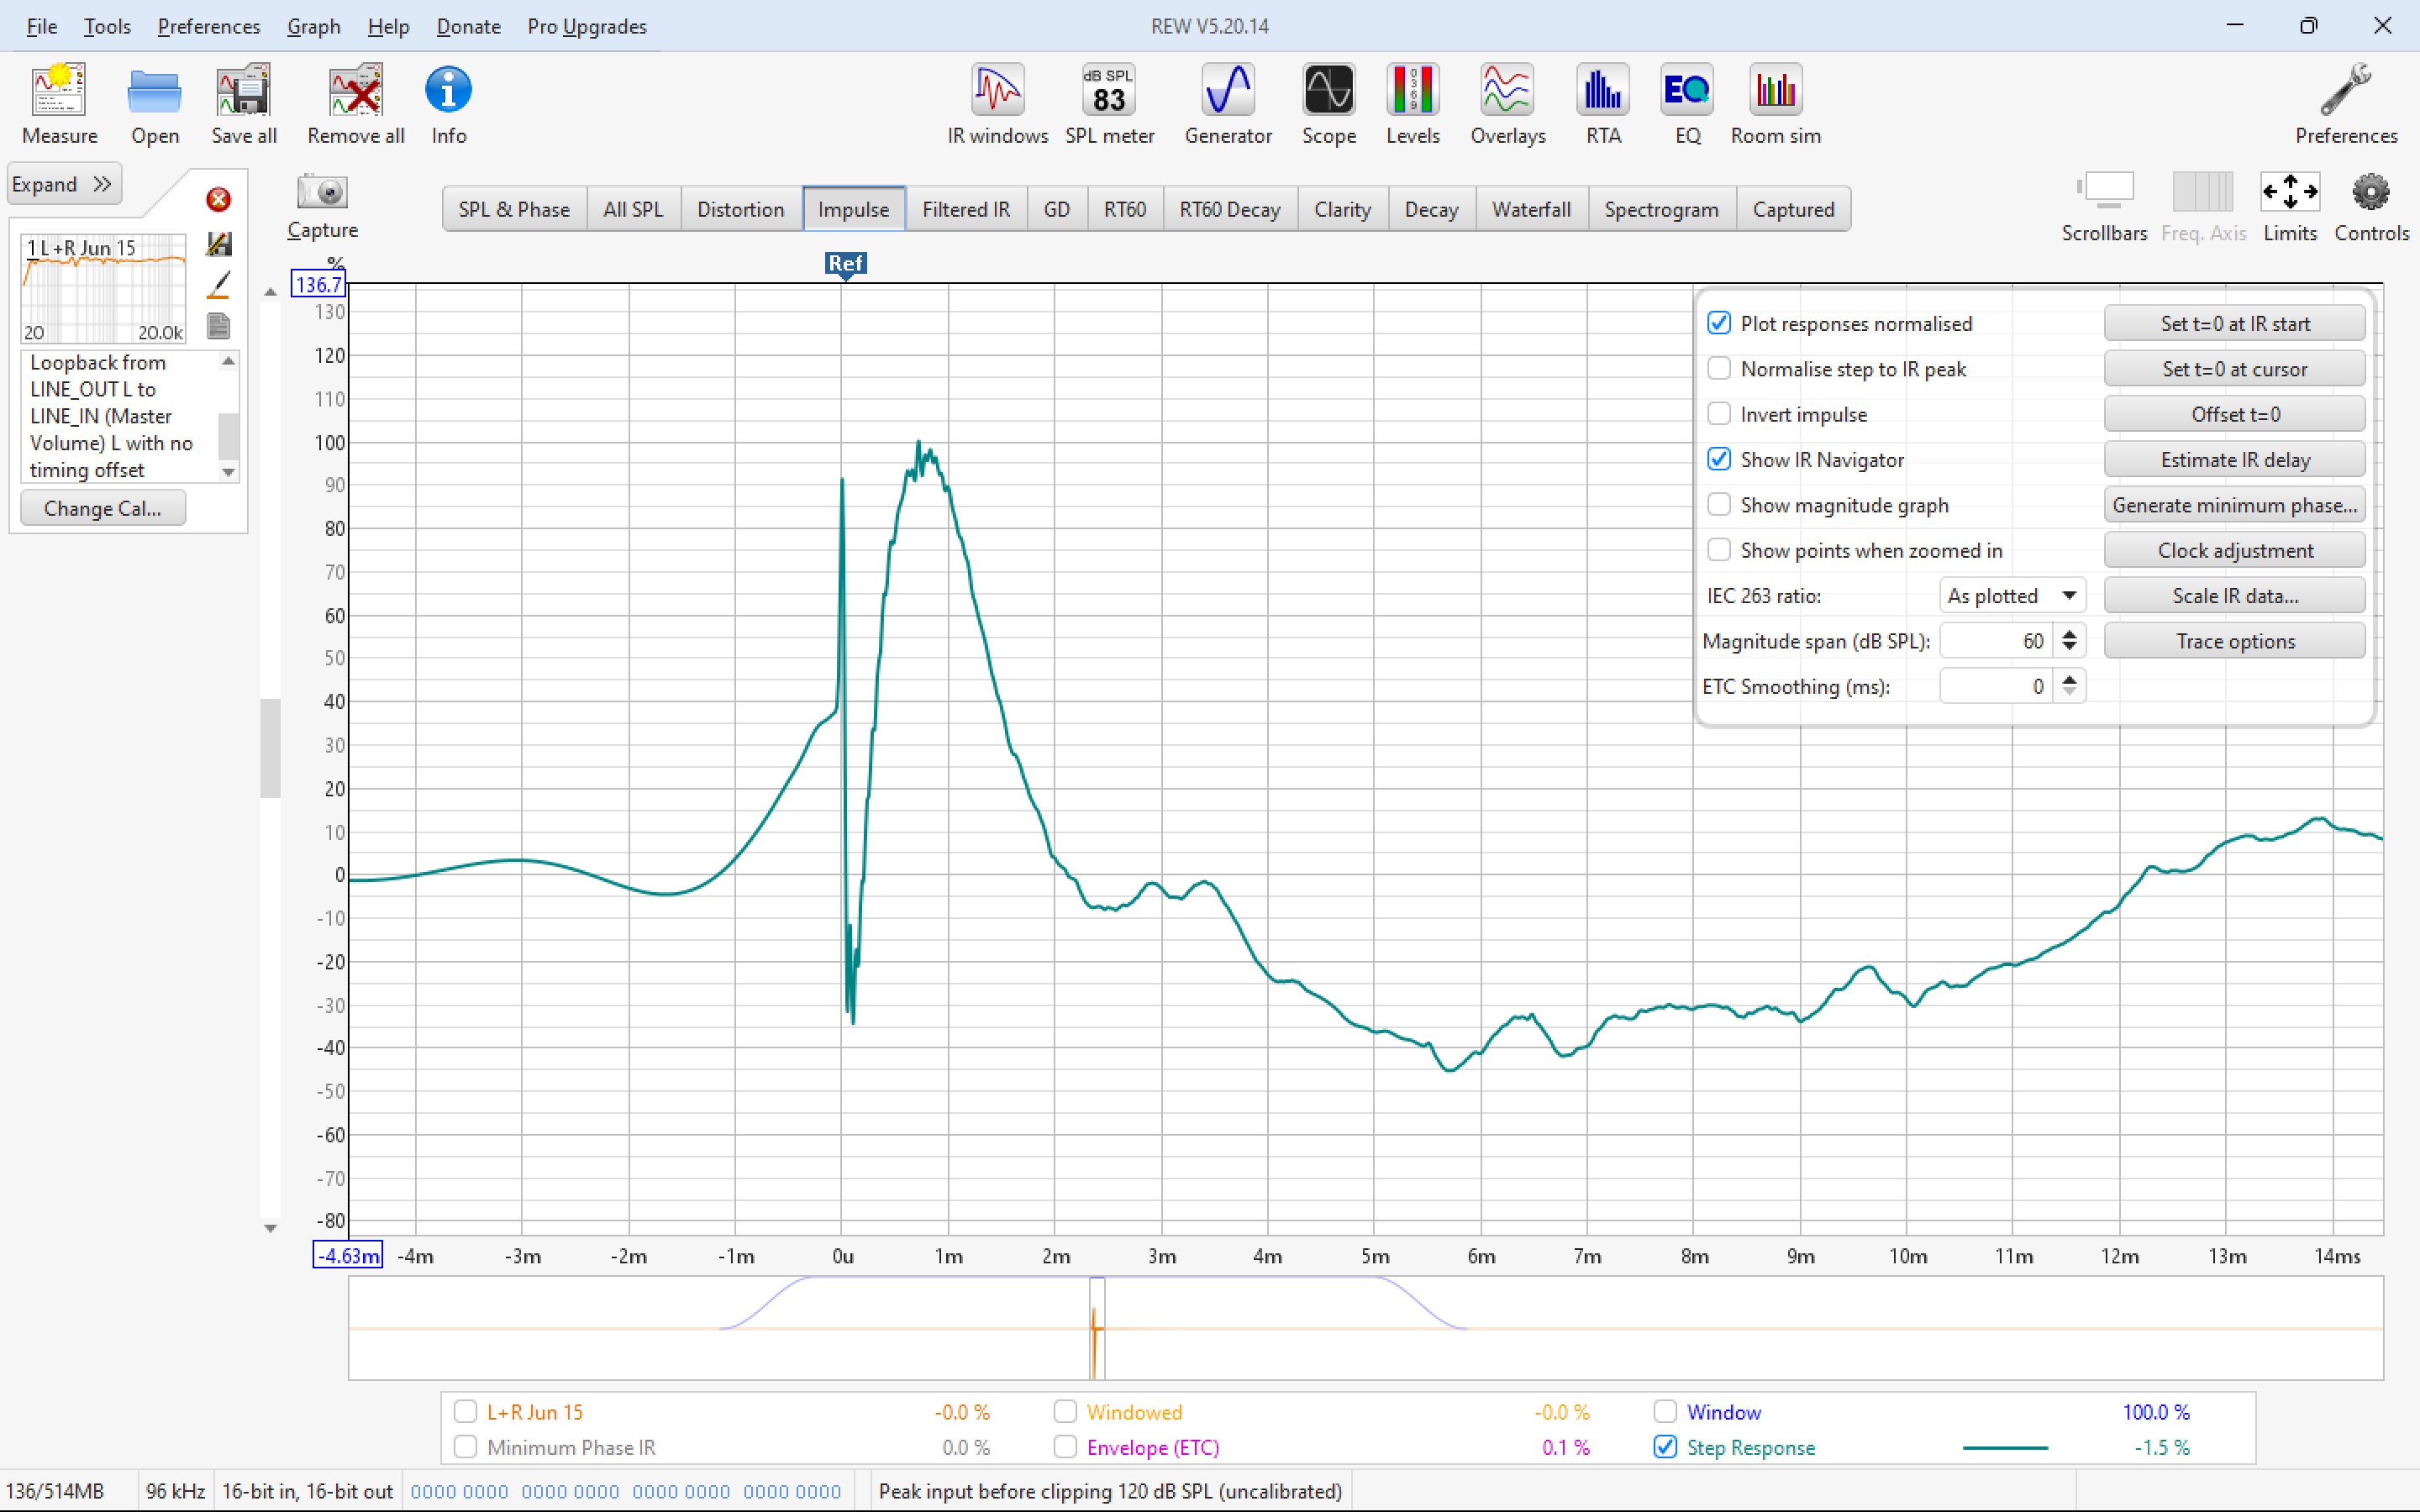 File Tools Preferences Graph Help Donate Pro Upgrades REW V5.20.14
dB SPL
83
0 3 6 9
EQ
Measure Open Save all Remove all Info IR windows SPL meter Generator Scope Levels Overlays RTA EQ Room sim Preferences
Expand
Capture
SPL & Phase All SPL Distortion Impulse Filtered IR GD RT60 RT60 Decay Clarity Decay Waterfall Spectrogram Captured
Scrollbars Freq. Axis Limits Controls
1 L+R Jun 15
20 20.0k
Loopback from
LINE_OUT L to
LINE_IN (Master
Volume) L with no
timing offset
Change Cal...
%
Ref
136.7
130
120
110
100
90
80
70
60
50
40
30
20
10
0
-10
-20
-30
-40
-50
-60
-70
-80
Plot responses normalised Set t=0 at IR start
Normalise step to IR peak Set t=0 at cursor
Invert impulse Offset t=0
Show IR Navigator Estimate IR delay
Show magnitude graph Generate minimum phase...
Show points when zoomed in Clock adjustment
IEC 263 ratio: As plotted Scale IR data...
Magnitude span (dB SPL): 60 Trace options
ETC Smoothing (ms): 0
-4.63m -4m -3m -2m -1m 0u 1m 2m 3m 4m 5m 6m 7m 8m 9m 10m 11m 12m 13m 14ms
L+R Jun 15 -0.0 % Windowed -0.0 % Window 100.0 %
Minimum Phase IR 0.0 % Envelope (ETC) 0.1 % Step Response -1.5 %
136/514MB 96 kHz 16-bit in, 16-bit out 0000 0000 0000 0000 0000 0000 0000 0000 Peak input before clipping 120 dB SPL (uncalibrated)